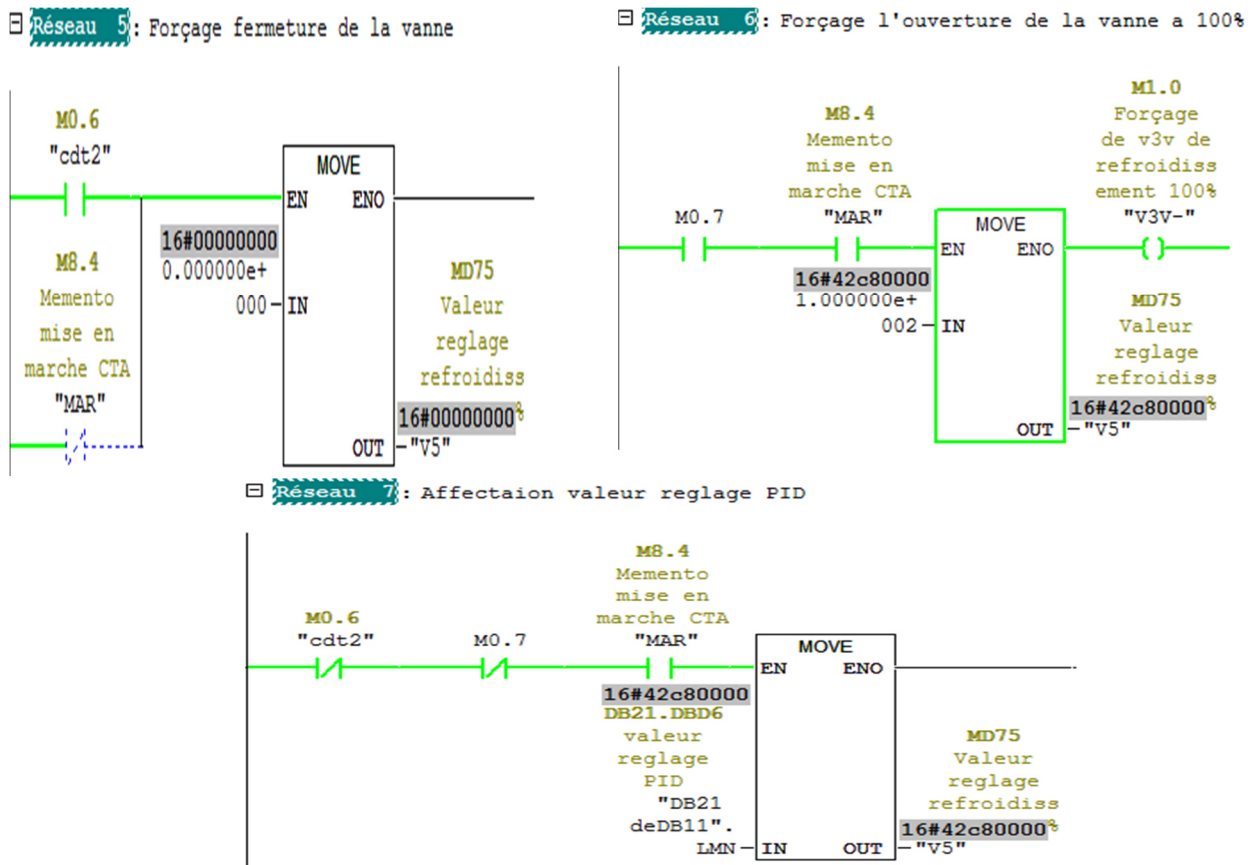 Réseau 5: Forçage fermeture de la vanne
M0.6
"cdt2"
MOVE
EN ENO
16#00000000
0.000000e+
000 IN
M8.4
Memento
mise en
marche CTA
"MAR"
MD75
Valeur
reglage
refroidiss
16#00000000%
OUT "V5"
Réseau 6: Forçage l'ouverture de la vanne a 100%
M1.0
Forçage
de v3v de
refroidiss
ement 100%
"V3V-"
M8.4
Memento
mise en
marche CTA
"MAR"
M0.7
MOVE
EN ENO
16#42c80000
1.000000e+
002 IN
MD75
Valeur
reglage
refroidiss
16#42c80000%
OUT "V5"
Réseau 7: Affectaion valeur reglage PID
M8.4
Memento
mise en
marche CTA
"MAR"
M0.6
"cdt2"
M0.7
MOVE
EN ENO
16#42c80000
DB21.DBD6
valeur
reglage
PID
"DB21
deDB11".
LMN IN
MD75
Valeur
reglage
refroidiss
16#42c80000%
OUT "V5"